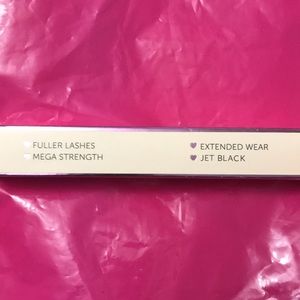 FULLER LASHES
MEGA STRENGTH
EXTENDED WEAR
JET BLACK